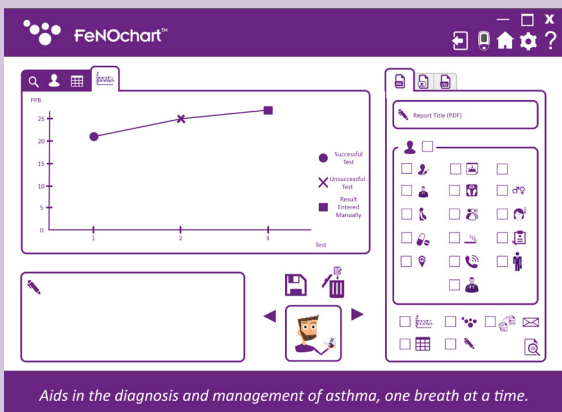 FeNOchart™
PPB
25
20
15
10
5
0
1
2
3
Test
Successful
Test
Unsuccessful
Test
Result
Entered
Manually
Report Title (PDF)
Aids in the diagnosis and management of asthma, one breath at a time.